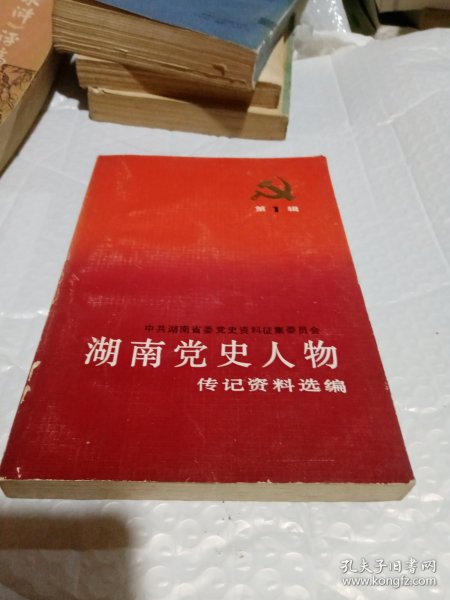 第1辑
中共湖南省委党史资料征集委员会
湖南党史人物
传记资料选编
孔夫子旧书网
www.kongfz.com